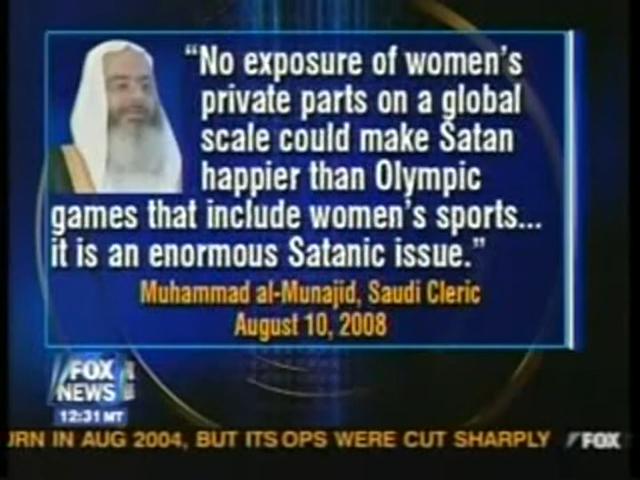 “No exposure of women’s
private parts on a global
scale could make Satan
happier than Olympic
games that include women’s sports...
it is an enormous Satanic issue.”
Muhammad al-Munajid, Saudi Cleric
August 10, 2008
FOX
NEWS
12:31 MT
URN IN AUG 2004, BUT ITS OPS WERE CUT SHARPLY FOX